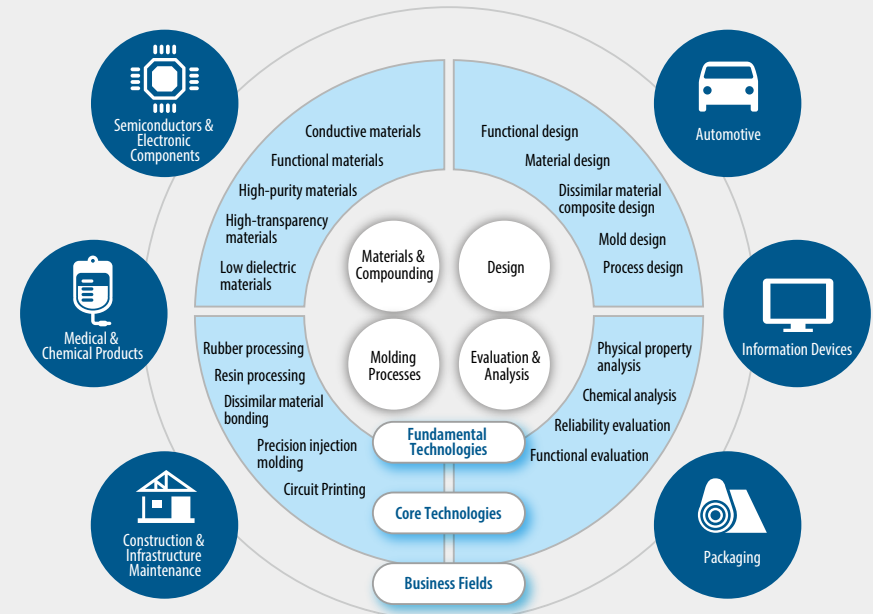 Semiconductors &
Electronic
Components
Automotive
Conductive materials
Functional materials
High-purity materials
High-transparency
materials
Low dielectric
materials
Functional design
Material design
Dissimilar material
composite design
Mold design
Process design
Materials &
Compounding
Design
Medical &
Chemical Products
Information Devices
Molding
Processes
Evaluation &
Analysis
Rubber processing
Resin processing
Dissimilar material
bonding
Precision injection
molding
Circuit Printing
Physical property
analysis
Chemical analysis
Reliability evaluation
Functional evaluation
Fundamental
Technologies
Core Technologies
Business Fields
Construction &
Infrastructure
Maintenance
Packaging